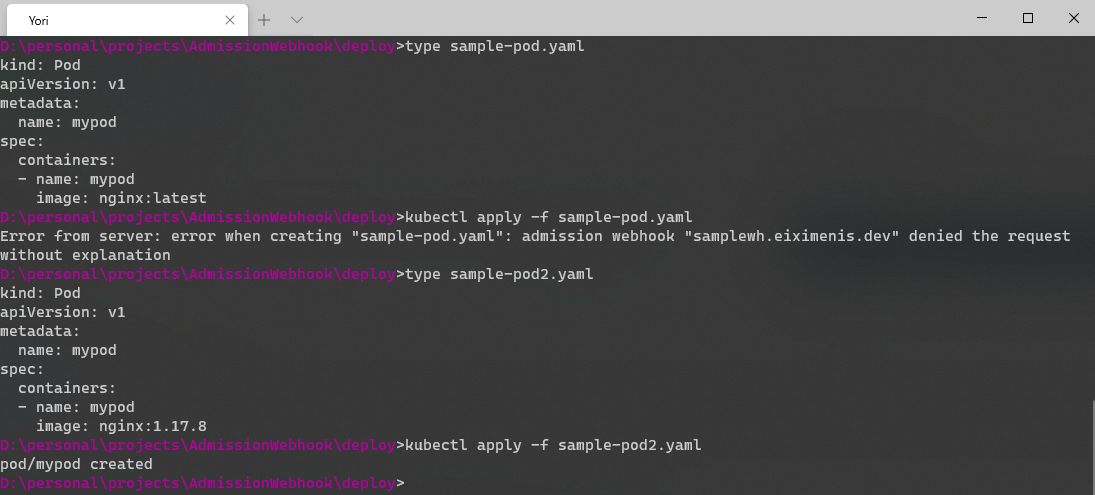 Yori
D:\personal\projects\AdmissionWebhook\deploy>type sample-pod.yaml
kind: Pod
apiVersion: v1
metadata:
  name: mypod
spec:
  containers:
  - name: mypod
    image: nginx:latest
D:\personal\projects\AdmissionWebhook\deploy>kubectl apply -f sample-pod.yaml
Error from server: error when creating "sample-pod.yaml": admission webhook "samplewh.eiximenis.dev" denied the request
without explanation
D:\personal\projects\AdmissionWebhook\deploy>type sample-pod2.yaml
kind: Pod
apiVersion: v1
metadata:
  name: mypod
spec:
  containers:
  - name: mypod
    image: nginx:1.17.8
D:\personal\projects\AdmissionWebhook\deploy>kubectl apply -f sample-pod2.yaml
pod/mypod created
D:\personal\projects\AdmissionWebhook\deploy>